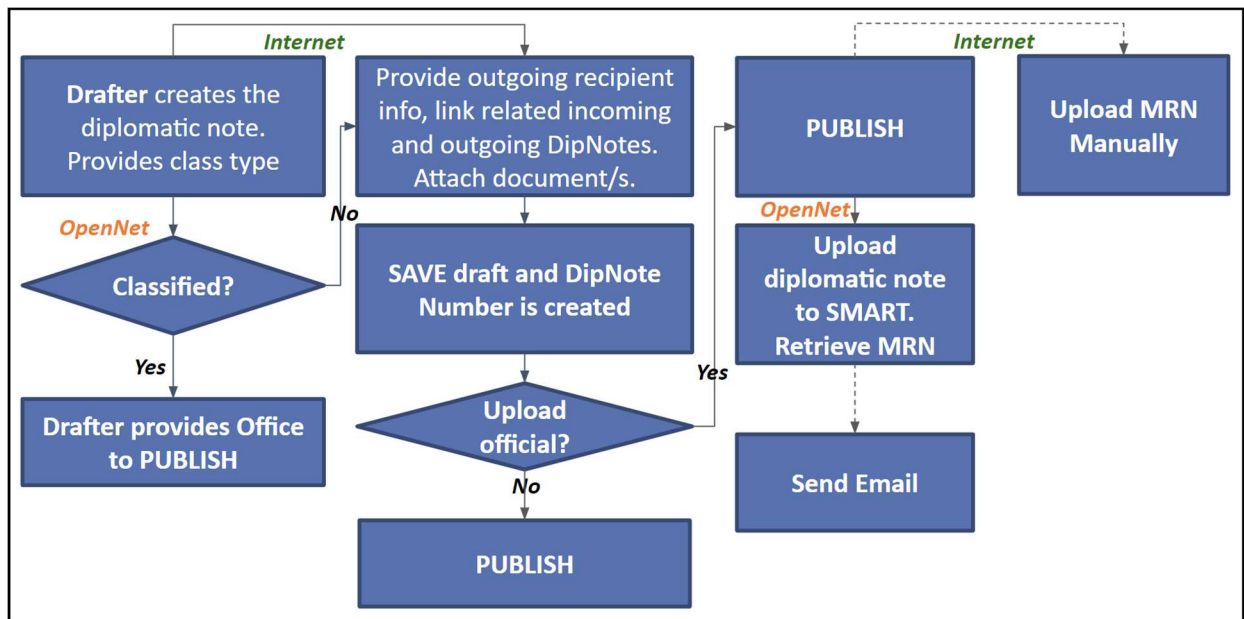 Internet
Drafter creates the
diplomatic note.
Provides class type
OpenNet
Classified?
No
Yes
Drafter provides Office
to PUBLISH
Provide outgoing recipient
info, link related incoming
and outgoing DipNotes.
Attach document/s.
SAVE draft and DipNote
Number is created
Upload
official?
No
PUBLISH
Yes
PUBLISH
Internet
Upload MRN
Manually
OpenNet
Upload
diplomatic note
to SMART.
Retrieve MRN
Send Email